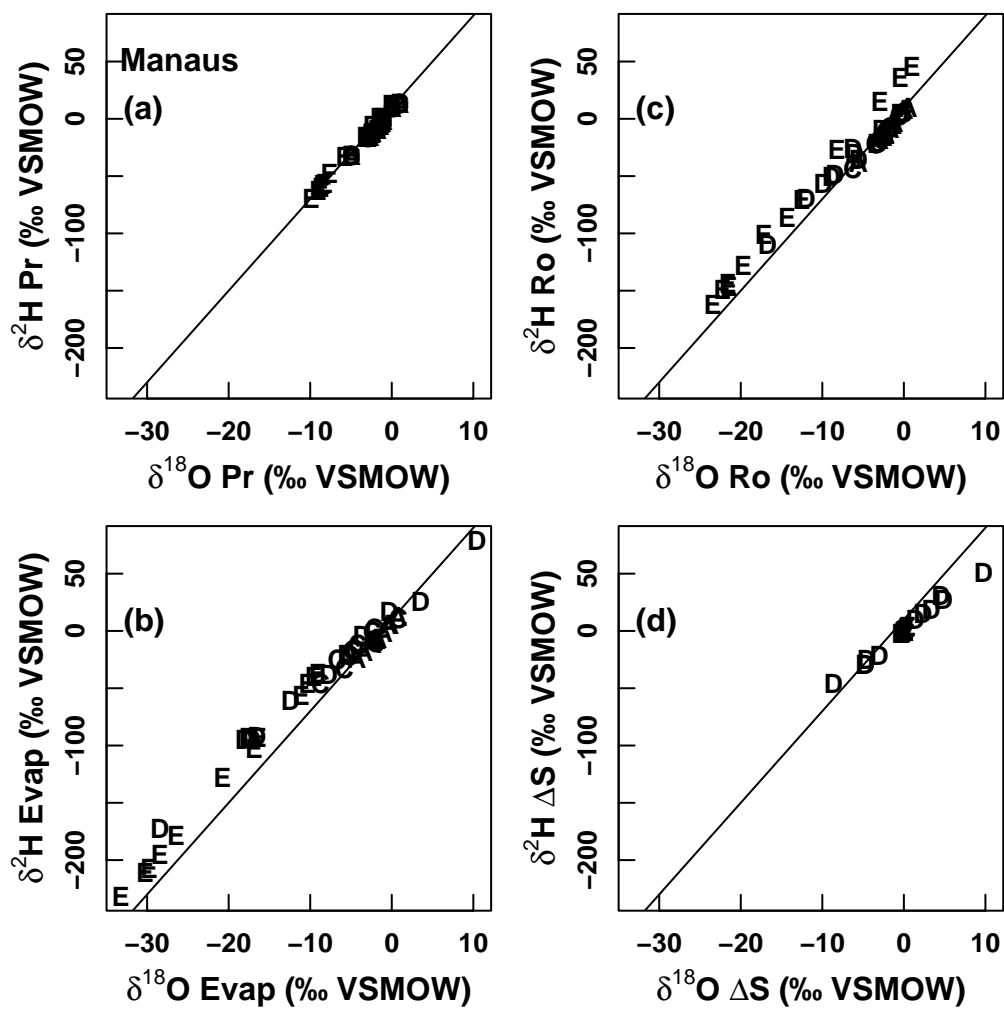 Manaus
(a)
50
0
−100
−200
δ²H Pr (‰ VSMOW)
−30 −20 −10 0 10
δ¹⁸O Pr (‰ VSMOW)
(c)
50
0
−100
−200
δ²H Ro (‰ VSMOW)
−30 −20 −10 0 10
δ¹⁸O Ro (‰ VSMOW)
(b)
50
0
−100
−200
δ²H Evap (‰ VSMOW)
−30 −20 −10 0 10
δ¹⁸O Evap (‰ VSMOW)
(d)
50
0
−100
−200
δ²H ΔS (‰ VSMOW)
−30 −20 −10 0 10
δ¹⁸O ΔS (‰ VSMOW)